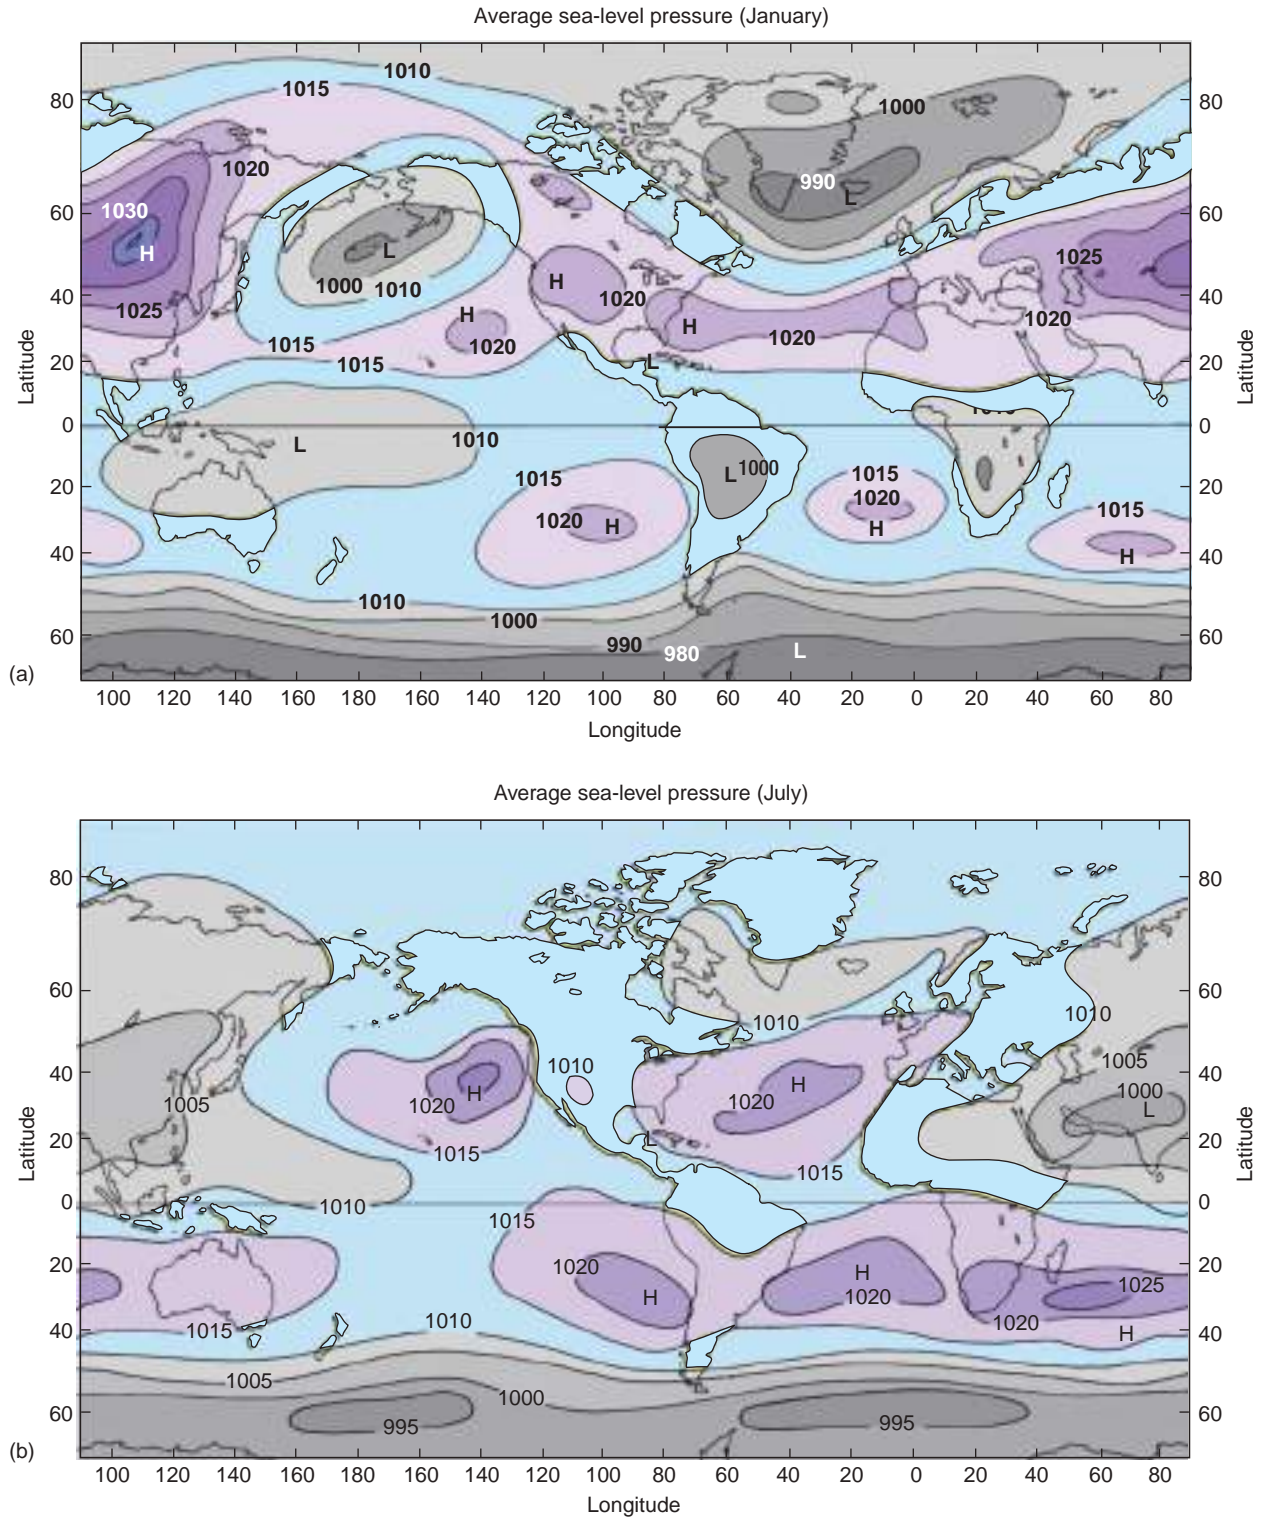 Average sea-level pressure (January)
1010
1015
80 1000 80
1020
990
L
1030
60 60
H L 1025
1000 1010 H
1025 40 1020 40
H H 1020
1015 1020 1020
1015 L
20 20
Latitude
Latitude
0 1010 0
L
1015 L 1000 1015
20 1020 20
1020 H H 1015
40 H 40
1010
1000
60 990 60
980 L
(a)
100 120 140 160 180 160 140 120 100 80 60 40 20 0 20 40 60 80
Longitude
Average sea-level pressure (July)
80 80
60 60
1010 1010
1005
40 1010 40
H H 1000
1005 1020 1020 L
20 L 20
1015 1015
Latitude
Latitude
0 1010 0
1015
20 1020 H 20
H 1020 1025
1015 1010 1020
40 H 40
1005
1000
60 995 995 60
(b)
100 120 140 160 180 160 140 120 100 80 60 40 20 0 20 40 60 80
Longitude